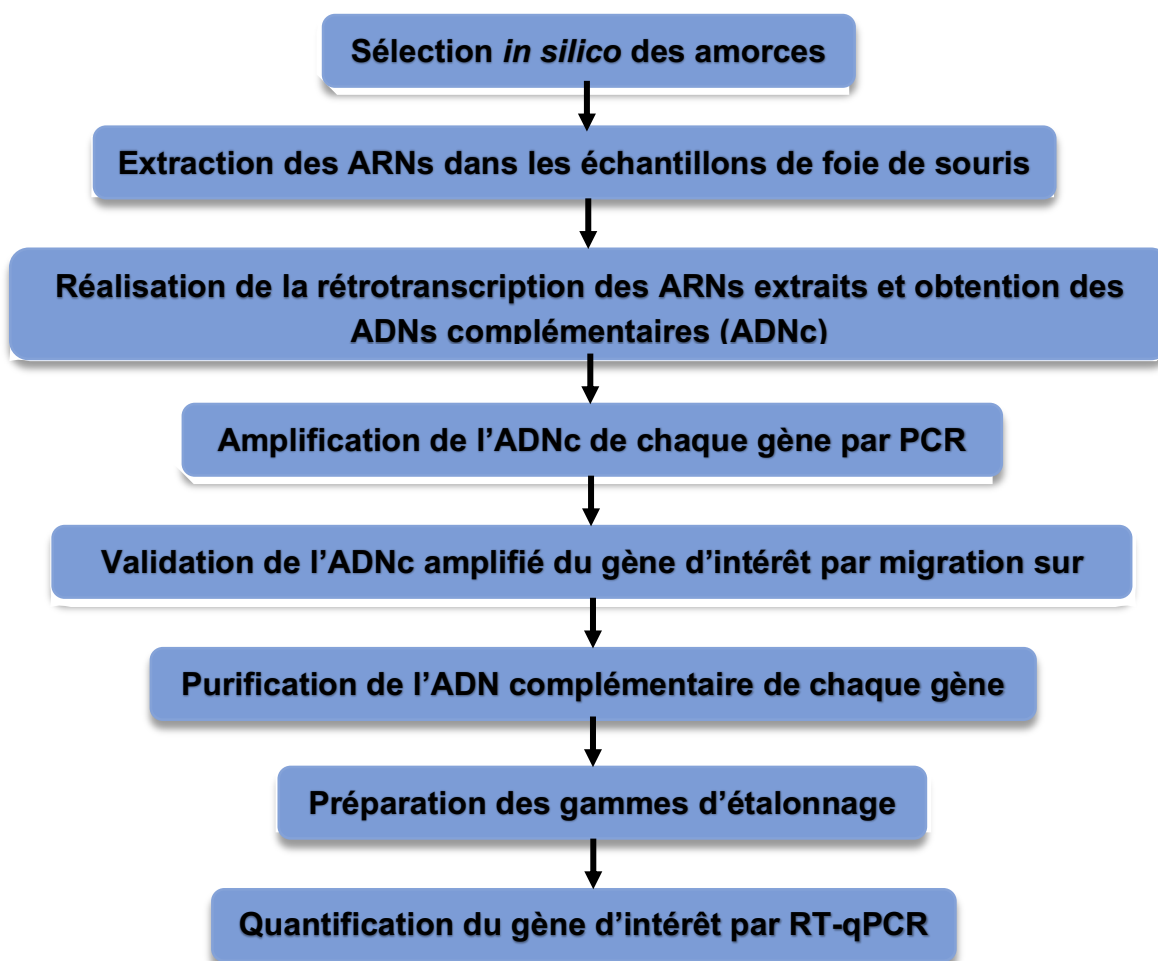 Sélection in silico des amorces
Extraction des ARNs dans les échantillons de foie de souris
Réalisation de la rétrotranscription des ARNs extraits et obtention des
ADNs complémentaires (ADNc)
Amplification de l’ADNc de chaque gène par PCR
Validation de l’ADNc amplifié du gène d’intérêt par migration sur
Purification de l’ADN complémentaire de chaque gène
Préparation des gammes d’étalonnage
Quantification du gène d’intérêt par RT-qPCR